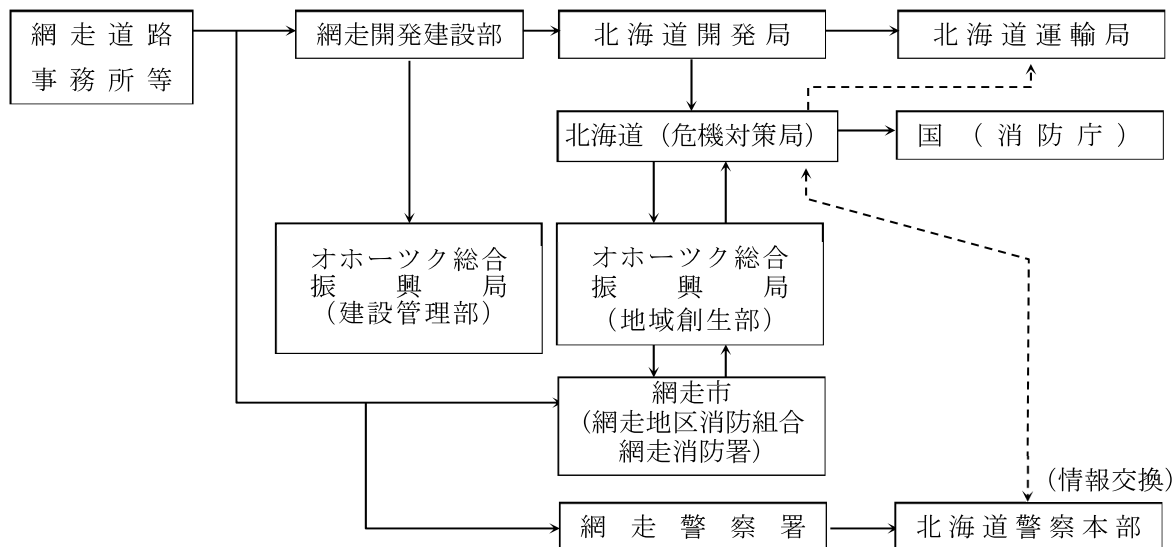 網走道路
事務所等
網走開発建設部
北海道開発局
北海道運輸局
北海道（危機対策局）
国（消防庁）
オホーツク総合
振興局
（建設管理部）
オホーツク総合
振興局
（地域創生部）
網走市
（網走地区消防組合
網走消防署）
（情報交換）
網走警察署
北海道警察本部